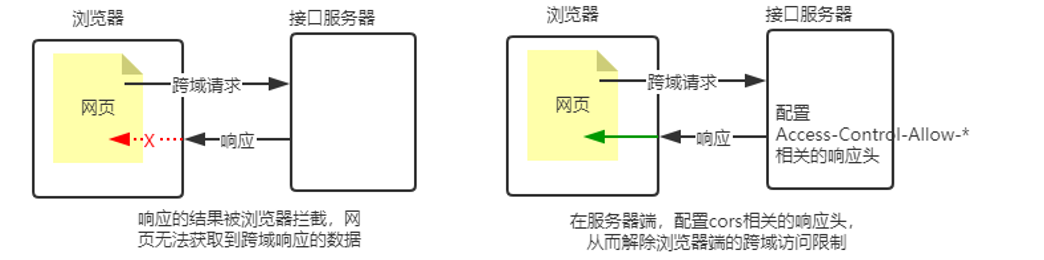 浏览器
接口服务器
网页
跨域请求
X
响应
响应的结果被浏览器拦截，网
页无法获取到跨域响应的数据
浏览器
接口服务器
网页
跨域请求
响应
配置
Access-Control-Allow-*
相关的响应头
在服务器端，配置cors相关的响应头，
从而解除浏览器端的跨域访问限制